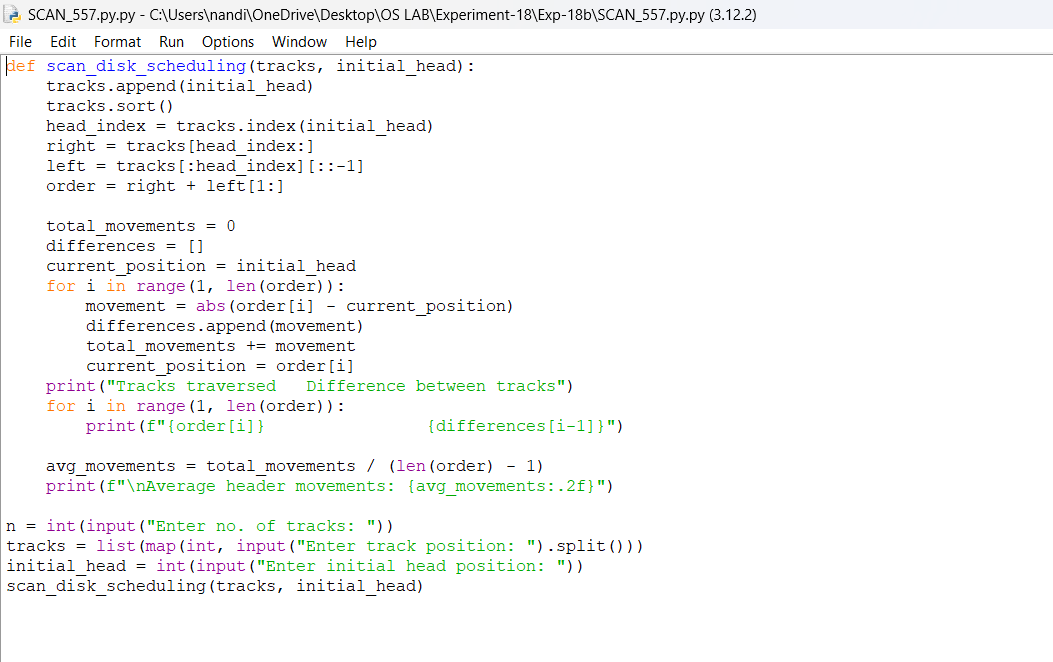 SCAN_557.py.py - C:\Users\nandi\OneDrive\Desktop\OS LAB\Experiment-18\Exp-18b\SCAN_557.py.py (3.12.2)
File Edit Format Run Options Window Help
def scan_disk_scheduling(tracks, initial_head):
    tracks.append(initial_head)
    tracks.sort()
    head_index = tracks.index(initial_head)
    right = tracks[head_index:]
    left = tracks[:head_index][::-1]
    order = right + left[1:]

    total_movements = 0
    differences = []
    current_position = initial_head
    for i in range(1, len(order)):
        movement = abs(order[i] - current_position)
        differences.append(movement)
        total_movements += movement
        current_position = order[i]
    print("Tracks traversed   Difference between tracks")
    for i in range(1, len(order)):
        print(f"{order[i]}                {differences[i-1]}")

    avg_movements = total_movements / (len(order) - 1)
    print(f"\nAverage header movements: {avg_movements:.2f}")

n = int(input("Enter no. of tracks: "))
tracks = list(map(int, input("Enter track position: ").split()))
initial_head = int(input("Enter initial head position: "))
scan_disk_scheduling(tracks, initial_head)